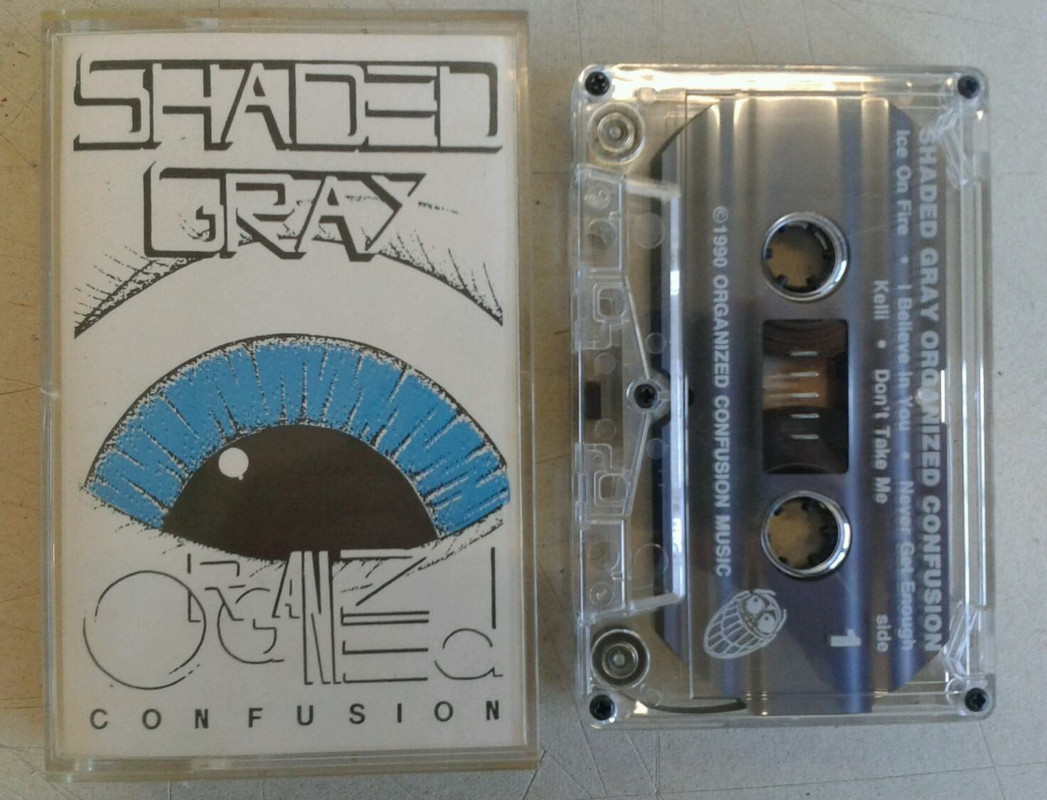 SHADED
GRAY
ORGANIZEd
CONFUSION
SHADED GRAY ORGANIZED CONFUSION
Ice On Fire • I Believe In You • Never Get Enough
Kelli • Don't Take Me
side
1
©1990 ORGANIZED CONFUSION MUSIC